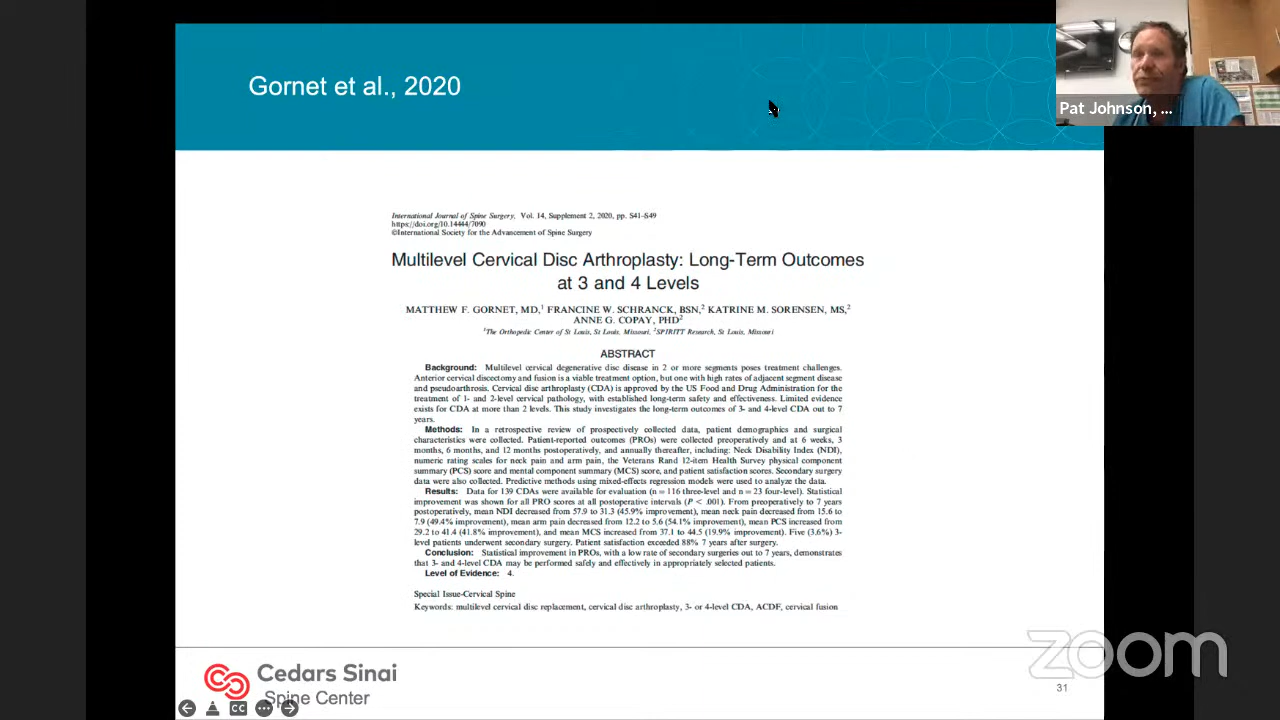 Gornet et al., 2020
Pat Johnson, ...
International Journal of Spine Surgery, Vol. 14, Supplement 2, 2020, pp. S41–S49
https://doi.org/10.14444/7090
©International Society for the Advancement of Spine Surgery
Multilevel Cervical Disc Arthroplasty: Long-Term Outcomes
at 3 and 4 Levels
MATTHEW F. GORNET, MD,1 FRANCINE W. SCHRANCK, BSN,2 KATRINE M. SORENSEN, MS,2
ANNE G. COPAY, PHD2
1The Orthopedic Center of St Louis, St Louis, Missouri, 2SPIRITT Research, St Louis, Missouri
ABSTRACT
Background: Multilevel cervical degenerative disc disease in 2 or more segments poses treatment challenges.
Anterior cervical discectomy and fusion is a viable treatment option, but one with high rates of adjacent segment disease
and pseudoarthrosis. Cervical disc arthroplasty (CDA) is approved by the US Food and Drug Administration for the
treatment of 1- and 2-level cervical pathology, with established long-term safety and effectiveness. Limited evidence
exists for CDA at more than 2 levels. This study investigates the long-term outcomes of 3- and 4-level CDA out to 7
years.
Methods: In a retrospective review of prospectively collected data, patient demographics and surgical
characteristics were collected. Patient-reported outcomes (PROs) were collected preoperatively and at 6 weeks, 3
months, 6 months, and 12 months postoperatively, and annually thereafter, including: Neck Disability Index (NDI),
numeric rating scales for neck pain and arm pain, the Veterans Rand 12-item Health Survey physical component
summary (PCS) score and mental component summary (MCS) score, and patient satisfaction scores. Secondary surgery
data were also collected. Predictive methods using mixed-effects regression models were used to analyze the data.
Results: Data for 139 CDAs were available for evaluation (n = 116 three-level and n = 23 four-level). Statistical
improvement was shown for all PRO scores at all postoperative intervals (P < .001). From preoperatively to 7 years
postoperatively, mean NDI decreased from 57.9 to 31.3 (45.9% improvement), mean neck pain decreased from 15.6 to
7.9 (49.4% improvement), mean arm pain decreased from 12.2 to 5.6 (54.1% improvement), mean PCS increased from
29.2 to 41.4 (41.8% improvement), and mean MCS increased from 37.1 to 44.5 (19.9% improvement). Five (3.6%) 3-
level patients underwent secondary surgery. Patient satisfaction exceeded 88% 7 years after surgery.
Conclusion: Statistical improvement in PROs, with a low rate of secondary surgeries out to 7 years, demonstrates
that 3- and 4-level CDA may be performed safely and effectively in appropriately selected patients.
Level of Evidence: 4.
Special Issue-Cervical Spine
Keywords: multilevel cervical disc replacement, cervical disc arthroplasty, 3- or 4-level CDA, ACDF, cervical fusion
Cedars Sinai
Spine Center
CC
zoom
31